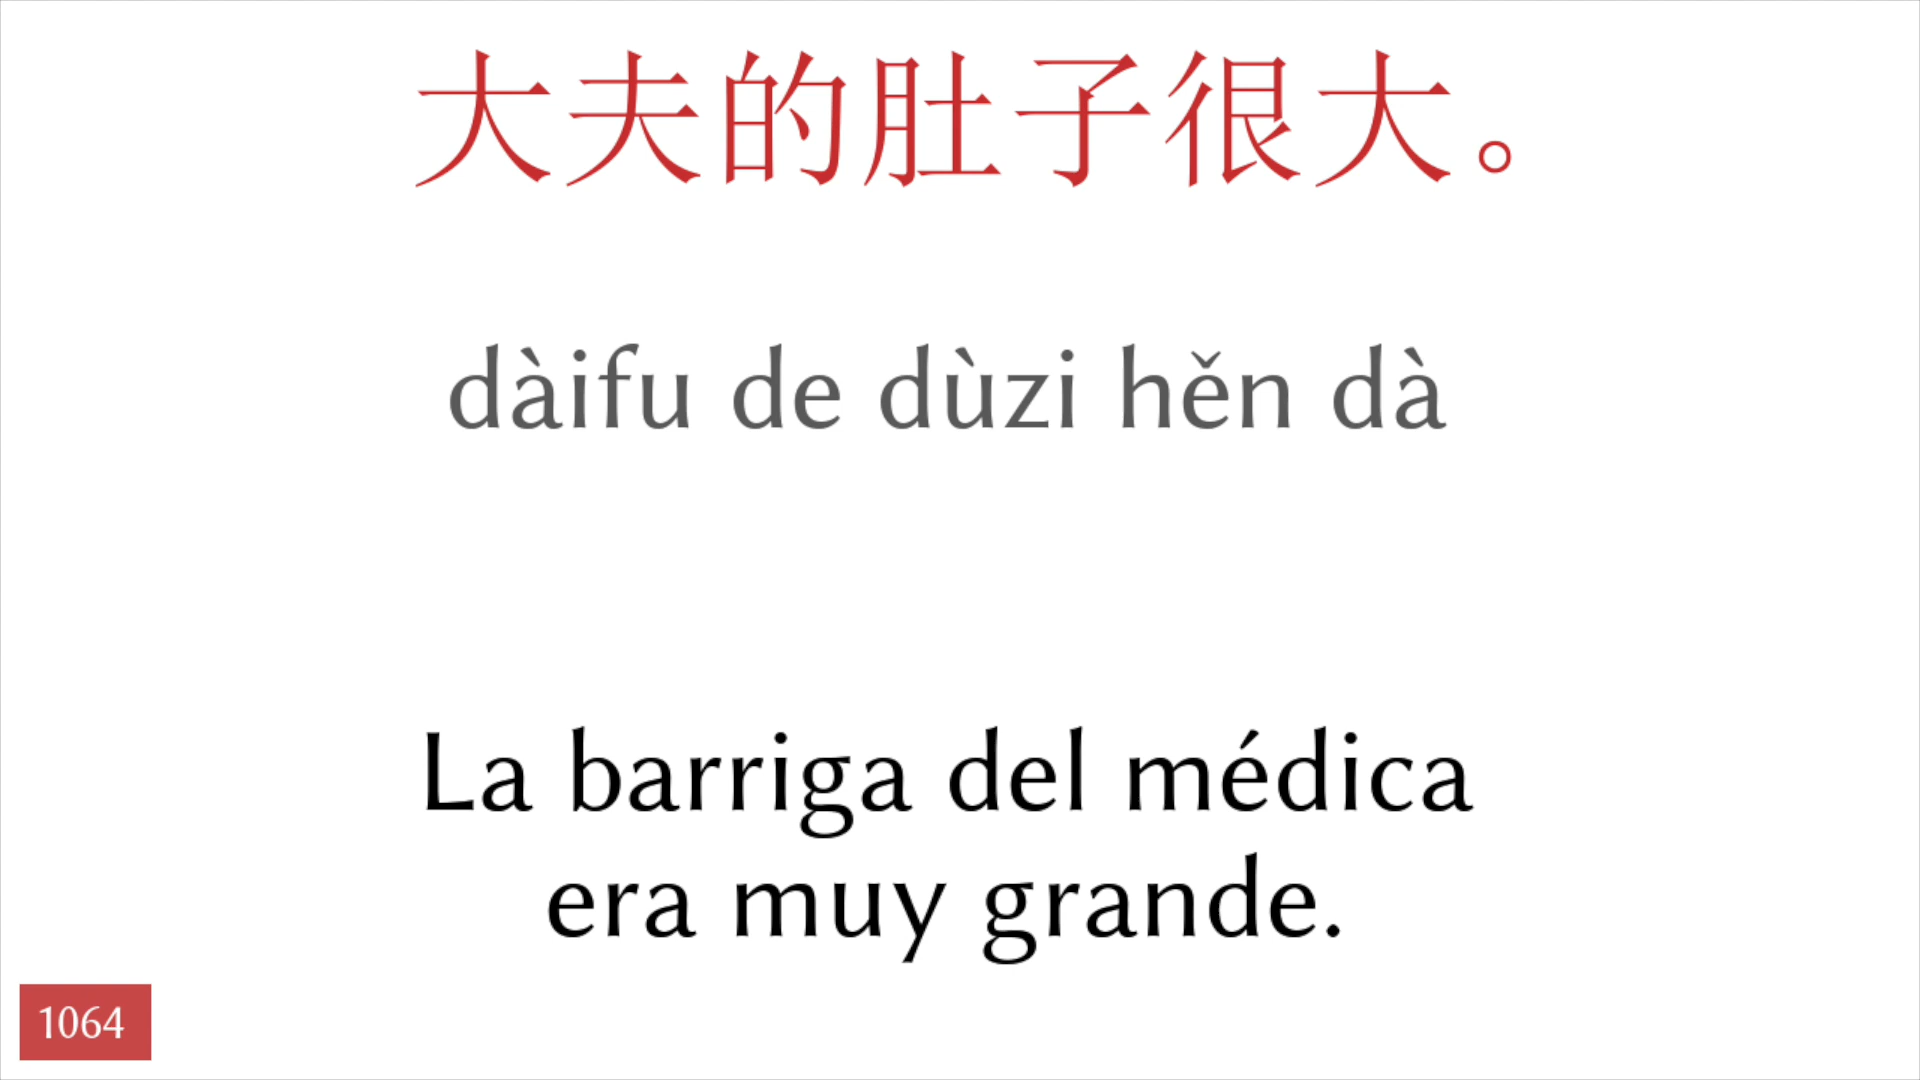 大夫的肚子很大。
dàifu de dùzi hěn dà
La barriga del médica
era muy grande.
1064